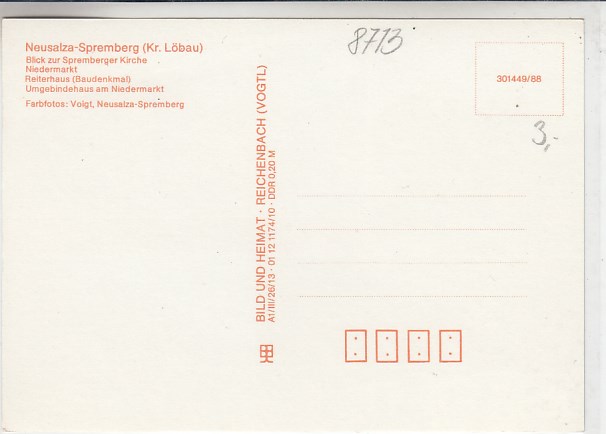 Neusalza-Spremberg (Kr. Löbau)
Blick zur Spremberger Kirche
Niedermarkt
Reiterhaus (Baudenkmal)
Umgebindehaus am Niedermarkt
Farbfotos: Voigt, Neusalza-Spremberg
BILD UND HEIMAT · REICHENBACH (VOGTL)
A1/III/26/13 · 01 12 1174/10 · DDR 0,20 M
8713
301449/88
3,-